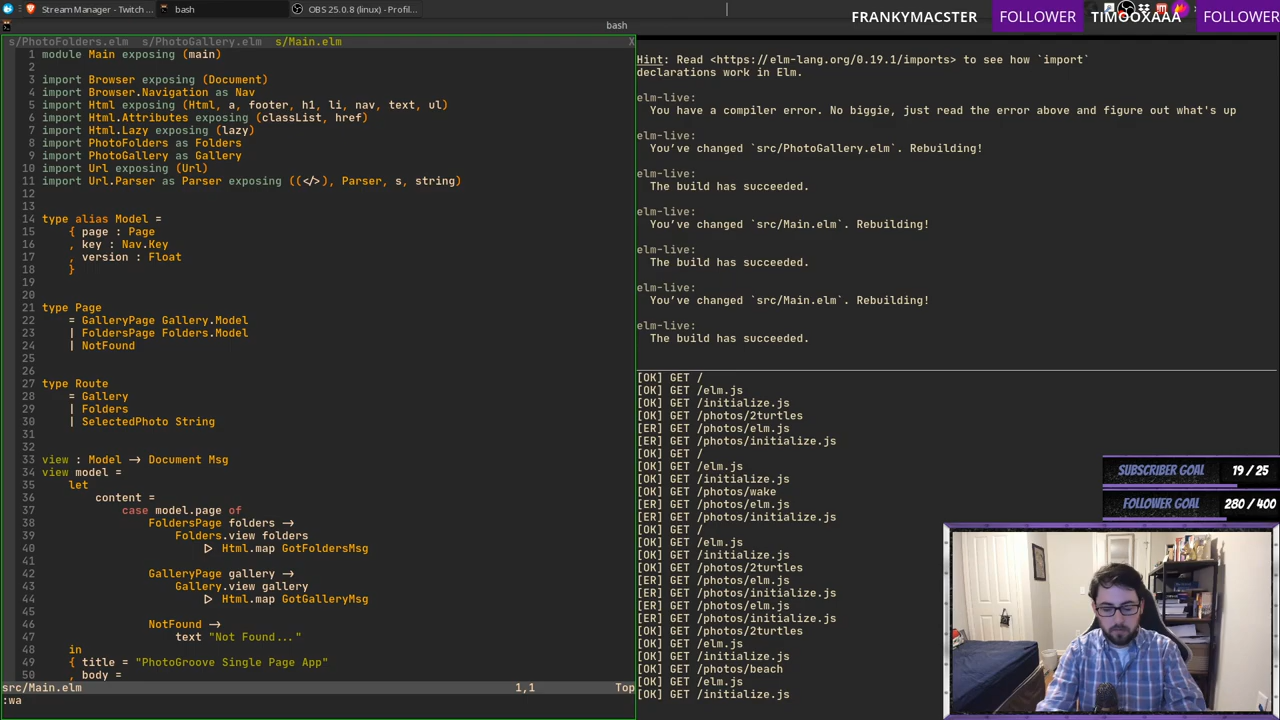 Stream Manager - Twitch
bash
OBS 25.0.8 (linux) - Profil...
bash
FRANKYMACSTER
FOLLOWER
TIMOOXAAA
FOLLOWER
s/PhotoFolders.elm s/PhotoGallery.elm s/Main.elm X
1 module Main exposing (main)
2
3 import Browser exposing (Document)
4 import Browser.Navigation as Nav
5 import Html exposing (Html, a, footer, h1, li, nav, text, ul)
6 import Html.Attributes exposing (classList, href)
7 import Html.Lazy exposing (lazy)
8 import PhotoFolders as Folders
9 import PhotoGallery as Gallery
10 import Url exposing (Url)
11 import Url.Parser as Parser exposing ((</>), Parser, s, string)
12
13
14 type alias Model =
15 { page : Page
16 , key : Nav.Key
17 , version : Float
18 }
19
20
21 type Page
22 = GalleryPage Gallery.Model
23 | FoldersPage Folders.Model
24 | NotFound
25
26
27 type Route
28 = Gallery
29 | Folders
30 | SelectedPhoto String
31
32
33 view : Model -> Document Msg
34 view model =
35 let
36 content =
37 case model.page of
38 FoldersPage folders ->
39 Folders.view folders
40 |> Html.map GotFoldersMsg
41
42 GalleryPage gallery ->
43 Gallery.view gallery
44 |> Html.map GotGalleryMsg
45
46 NotFound ->
47 text "Not Found..."
48 in
49 { title = "PhotoGroove Single Page App"
50 , body =
src/Main.elm 1,1 Top
:wa
Hint: Read <https://elm-lang.org/0.19.1/imports> to see how `import`
declarations work in Elm.
elm-live:
You have a compiler error. No biggie, just read the error above and figure out what's up
elm-live:
You've changed `src/PhotoGallery.elm`. Rebuilding!
elm-live:
The build has succeeded.
elm-live:
You've changed `src/Main.elm`. Rebuilding!
elm-live:
The build has succeeded.
elm-live:
You've changed `src/Main.elm`. Rebuilding!
elm-live:
The build has succeeded.
[OK] GET /
[OK] GET /elm.js
[OK] GET /initialize.js
[OK] GET /photos/2turtles
[ER] GET /photos/elm.js
[ER] GET /photos/initialize.js
[OK] GET /
[OK] GET /elm.js
[OK] GET /initialize.js
[OK] GET /photos/wake
[ER] GET /photos/elm.js
[ER] GET /photos/initialize.js
[OK] GET /
[OK] GET /elm.js
[OK] GET /initialize.js
[OK] GET /photos/2turtles
[ER] GET /photos/elm.js
[ER] GET /photos/initialize.js
[ER] GET /photos/elm.js
[ER] GET /photos/initialize.js
[OK] GET /photos/2turtles
[OK] GET /elm.js
[OK] GET /initialize.js
[OK] GET /photos/beach
[OK] GET /elm.js
[OK] GET /initialize.js
SUBSCRIBER GOAL 19 / 25
FOLLOWER GOAL 280 / 400